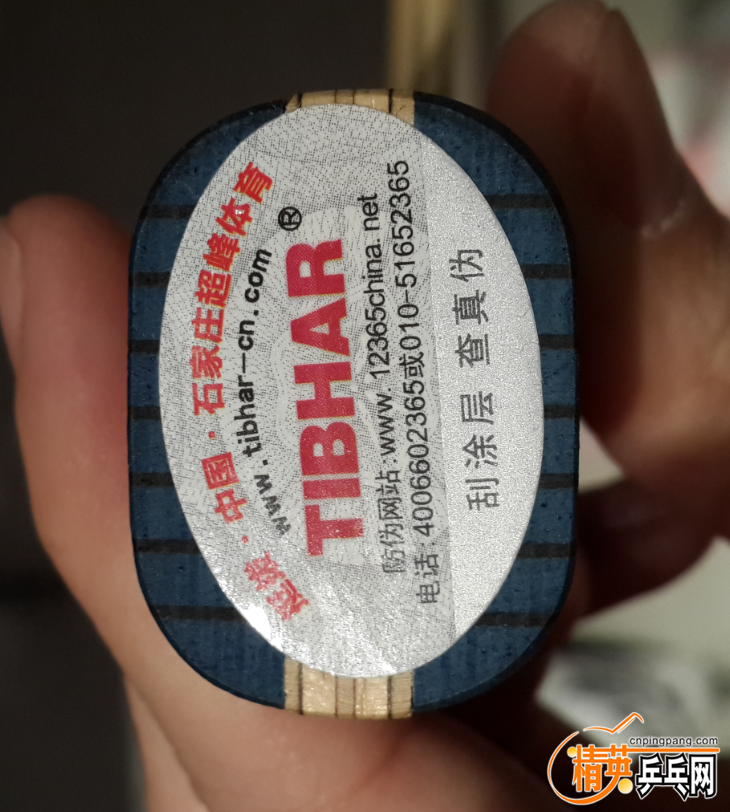 挺拔·中国·石家庄超峰体育
www.tibhar-cn.com
TIBHAR®
防伪网站:www.12365china.net
电话:4006602365或010-51652365
刮涂层 查真伪
cnpingpang.com
精英乒乓网